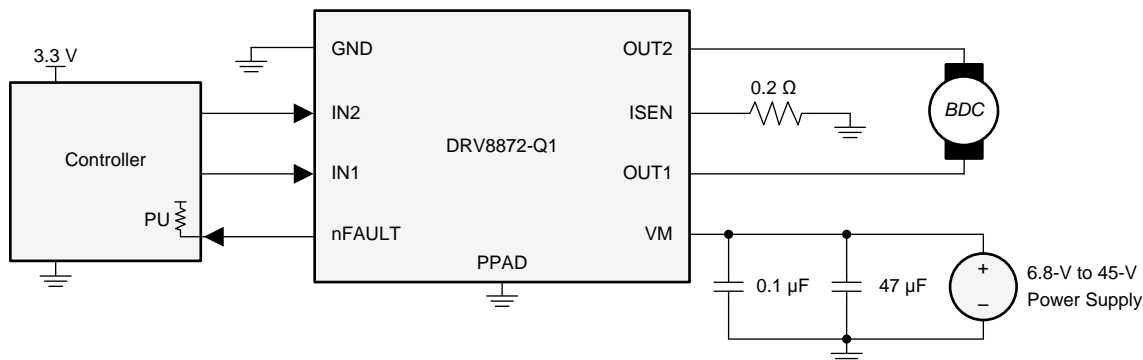 3.3 V
Controller
PU
GND
IN2
IN1
nFAULT
DRV8872-Q1
PPAD
OUT2
ISEN
OUT1
VM
0.2 Ω
BDC
0.1 µF
47 µF
+
–
6.8-V to 45-V
Power Supply